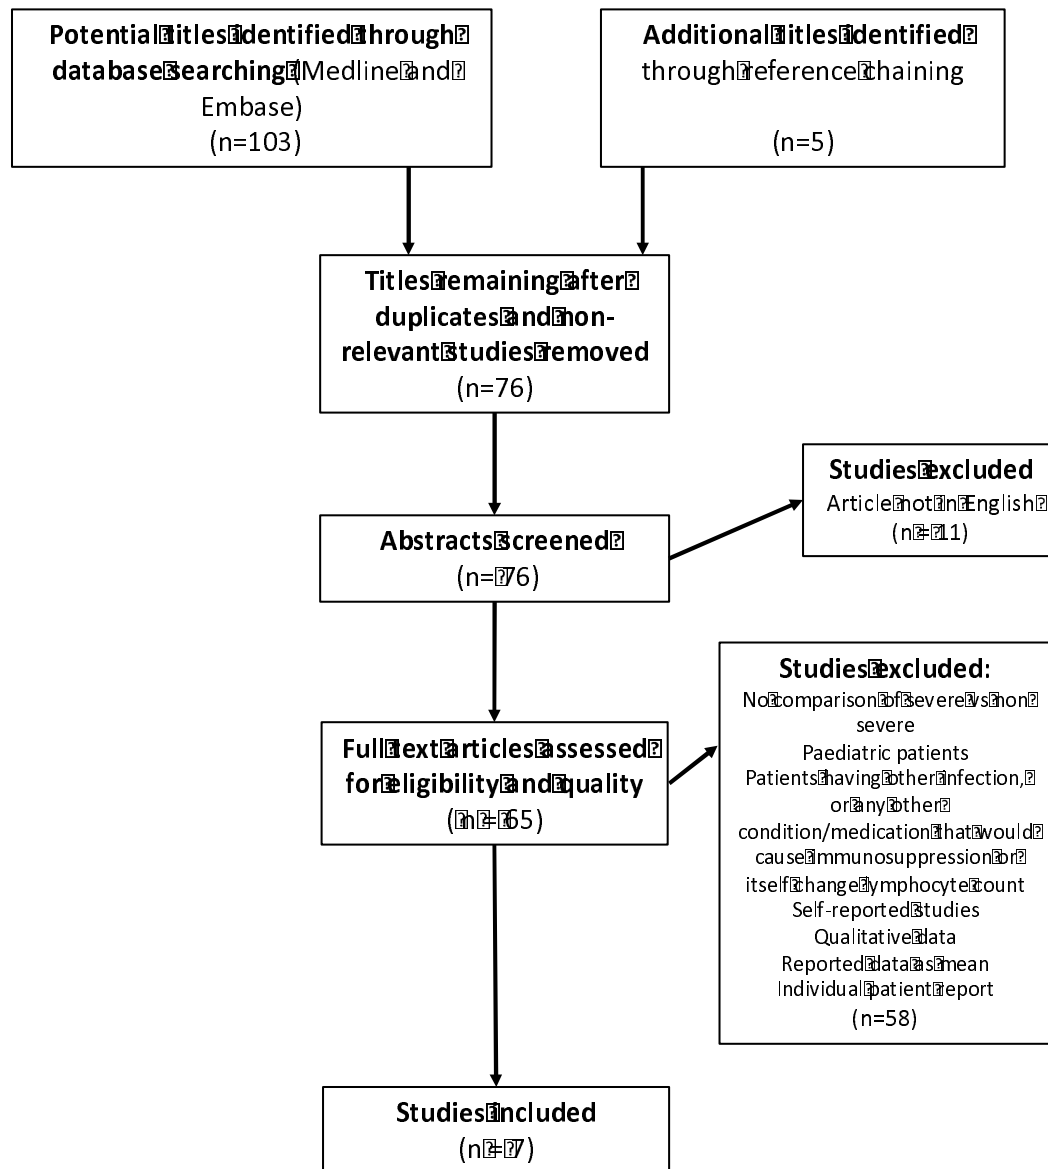 Potential titles identified through
database searching (Medline and
Embase)
(n=103)
Additional titles identified
through reference chaining
(n=5)
Titles remaining after
duplicates and non-
relevant studies removed
(n=76)
Abstracts screened
(n= 76)
Studies excluded
Article not in English
(n = 11)
Full text articles assessed
for eligibility and quality
( n = 65)
Studies excluded:
No comparison of severe vs non
severe
Paediatric patients
Patients having other infection,
or any other
condition/medication that would
cause immunosuppression or
itself change lymphocyte count
Self-reported studies
Qualitative data
Reported data as mean
Individual patient report
(n=58)
Studies included
(n = 7)